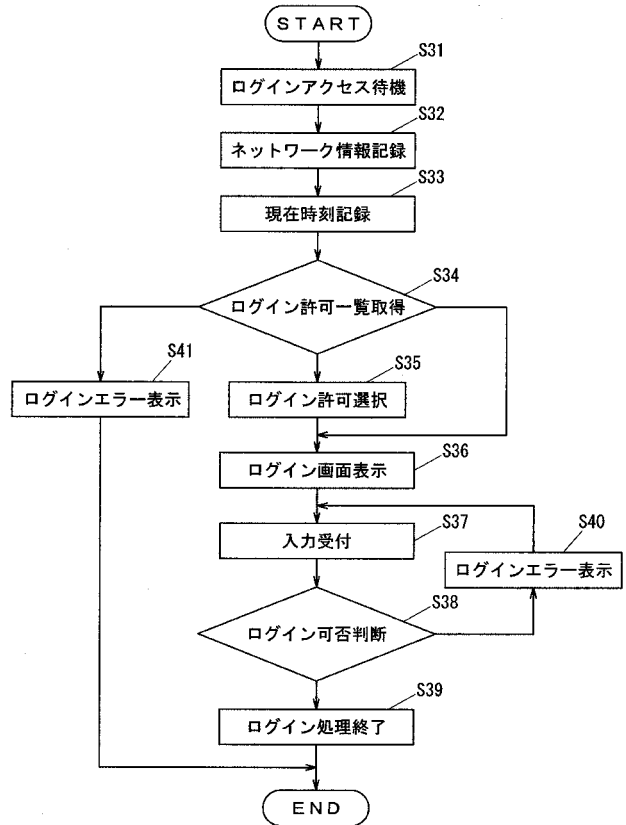 START
S31
ログインアクセス待機
S32
ネットワーク情報記録
S33
現在時刻記録
S34
ログイン許可一覧取得
S41
ログインエラー表示
S35
ログイン許可選択
S36
ログイン画面表示
S37
入力受付
S40
ログインエラー表示
S38
ログイン可否判断
S39
ログイン処理終了
END